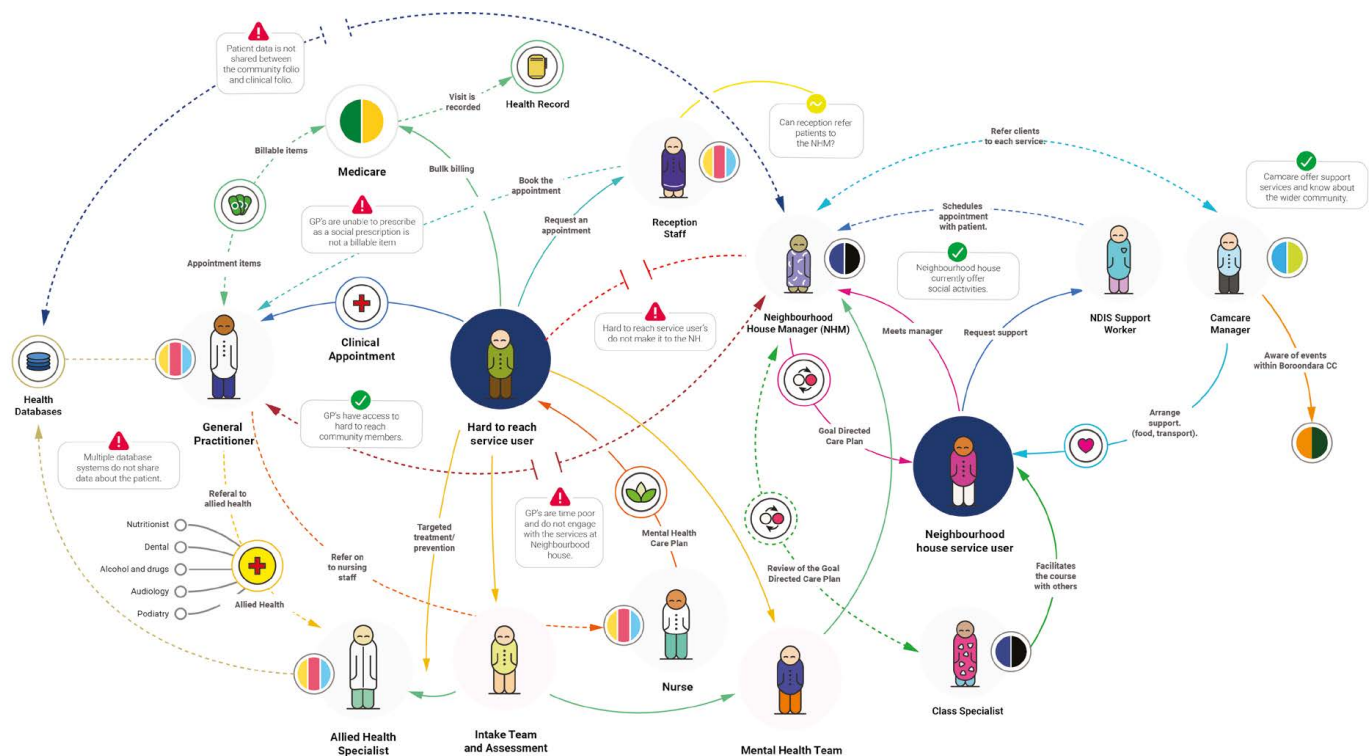 Patient data is not
shared between
the community folio
and clinical folio.
Visit is
recorded
Health Record
Billable items
Medicare
Bullk billing
Book the
appointment
Can reception refer
patients to
the NHM?
Refer clients
to each service.
Camcare offer support
services and know about
the wider community.
GP's are unable to prescribe
as a social prescription is
not a billable item
Request an
appointment
Reception
Staff
Schedules
appointment
with patient.
Neighbourhood house
currently offer
social activities.
Appointment items
Clinical
Appointment
Hard to reach service user's
do not make it to the NH.
Neighbourhood
House Manager (NHM)
Meets manager
Request support
NDIS Support
Worker
Camcare
Manager
Aware of events
within Boroondara CC
Health
Databases
General
Practitioner
GP's have access to
hard to reach
community members.
Hard to reach
service user
Goal Directed
Care Plan
Arrange
support.
(food, transport).
Multiple database
systems do not share
data about the patient.
Referal to
allied health
Nutritionist
Dental
Alcohol and drugs
Audiology
Podiatry
Allied Health
Refer on
to nursing
staff
Targeted
treatment/
prevention
GP's are time poor
and do not engage
with the services at
Neighbourbood
house.
Mental Health
Care Plan
Review of the Goal
Directed Care Plan
Neighbourhood
house service user
Facilitates
the course
with others
Nurse
Class Specialist
Allied Health
Specialist
Intake Team
and Assessment
Mental Health Team